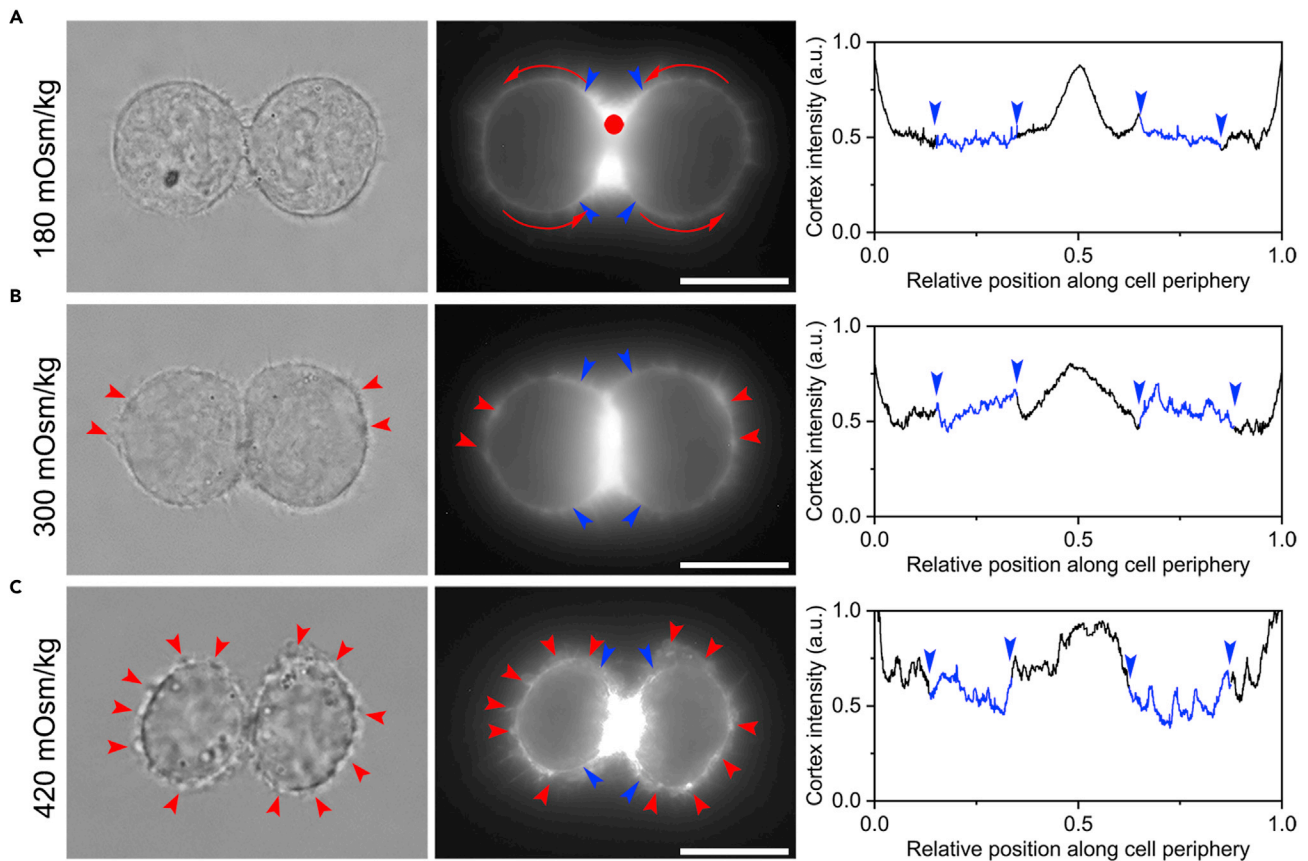 A
180 mOsm/kg
Cortex intensity (a.u.)
1.0
0.5
0.0
0.0 0.5 1.0
Relative position along cell periphery
B
300 mOsm/kg
Cortex intensity (a.u.)
1.0
0.5
0.0
0.0 0.5 1.0
Relative position along cell periphery
C
420 mOsm/kg
Cortex intensity (a.u.)
1.0
0.5
0.0
0.0 0.5 1.0
Relative position along cell periphery